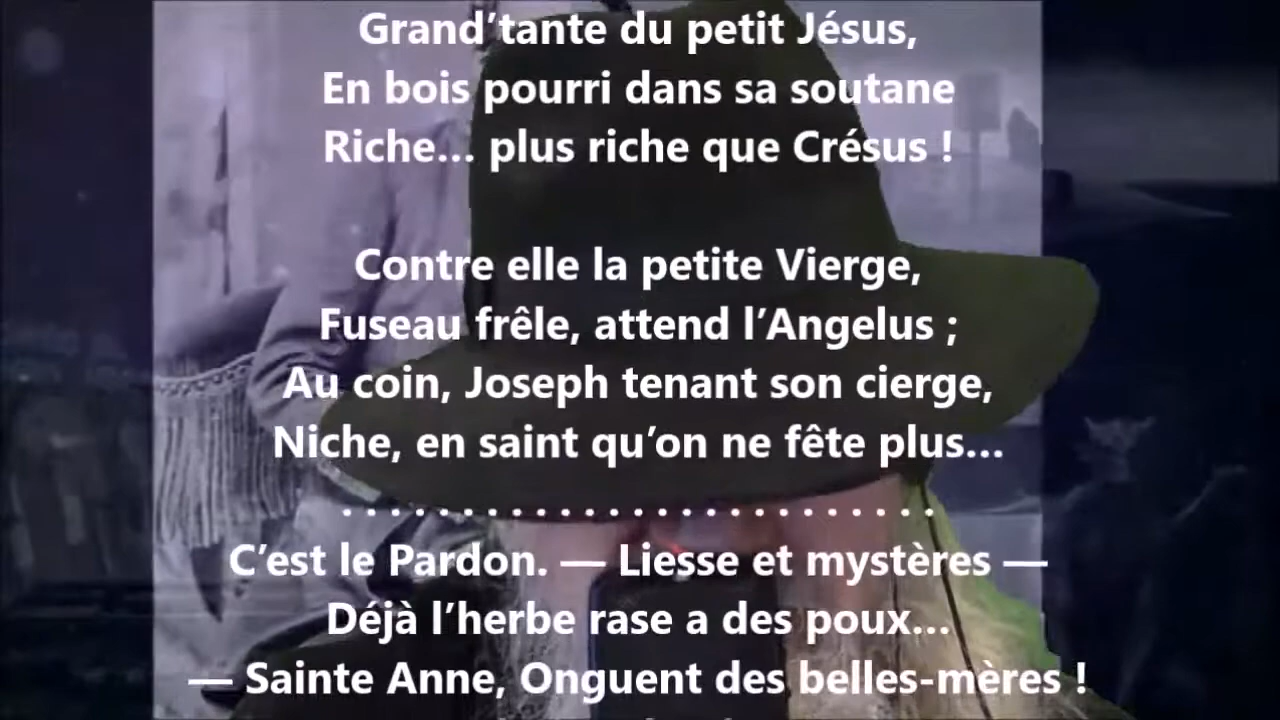 Grand’tante du petit Jésus,
En bois pourri dans sa soutane
Riche… plus riche que Crésus !
Contre elle la petite Vierge,
Fuseau frêle, attend l’Angelus ;
Au coin, Joseph tenant son cierge,
Niche, en saint qu’on ne fête plus…
. . . . . . . . . . . . . . . . . . . . . . . . . .
C’est le Pardon. — Liesse et mystères —
Déjà l’herbe rase a des poux…
— Sainte Anne, Onguent des belles-mères !